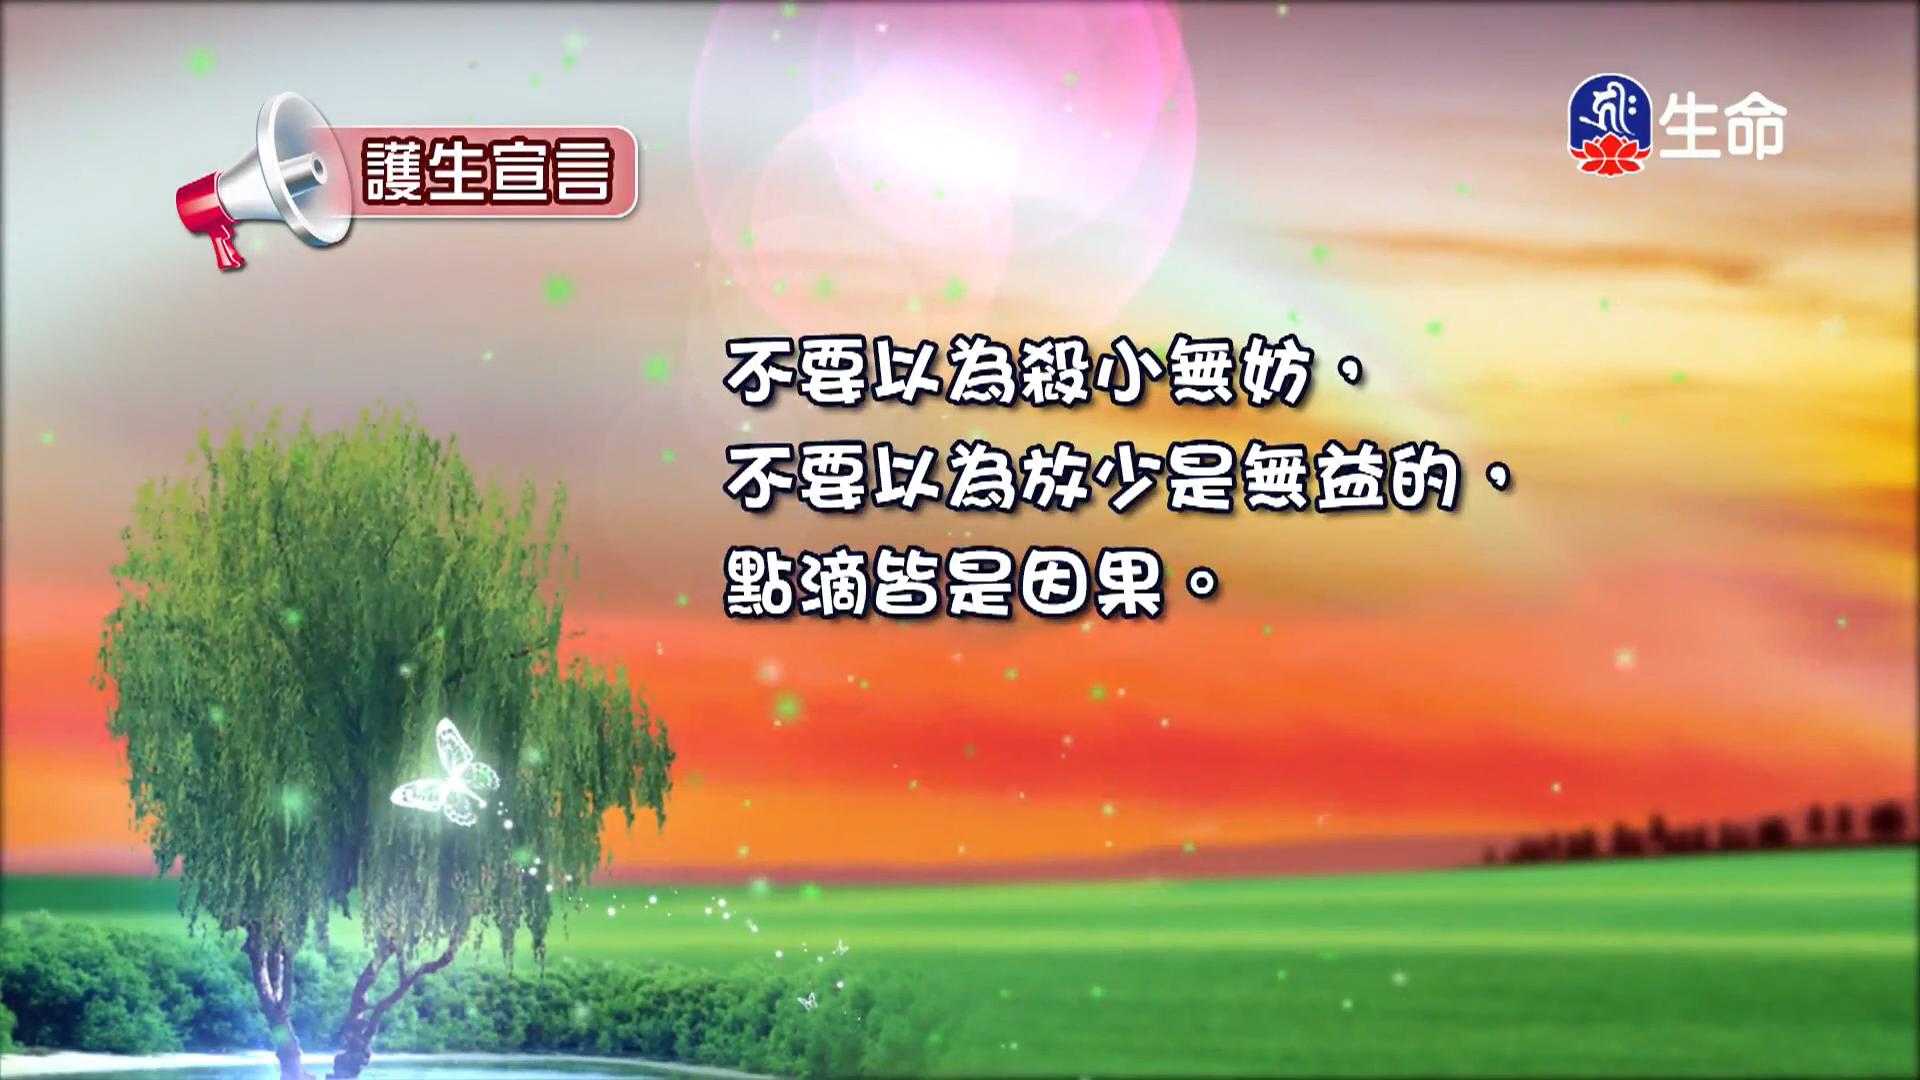 護生宣言
生命
不要以為殺小無妨，
不要以為放少是無益的，
點滴皆是因果。